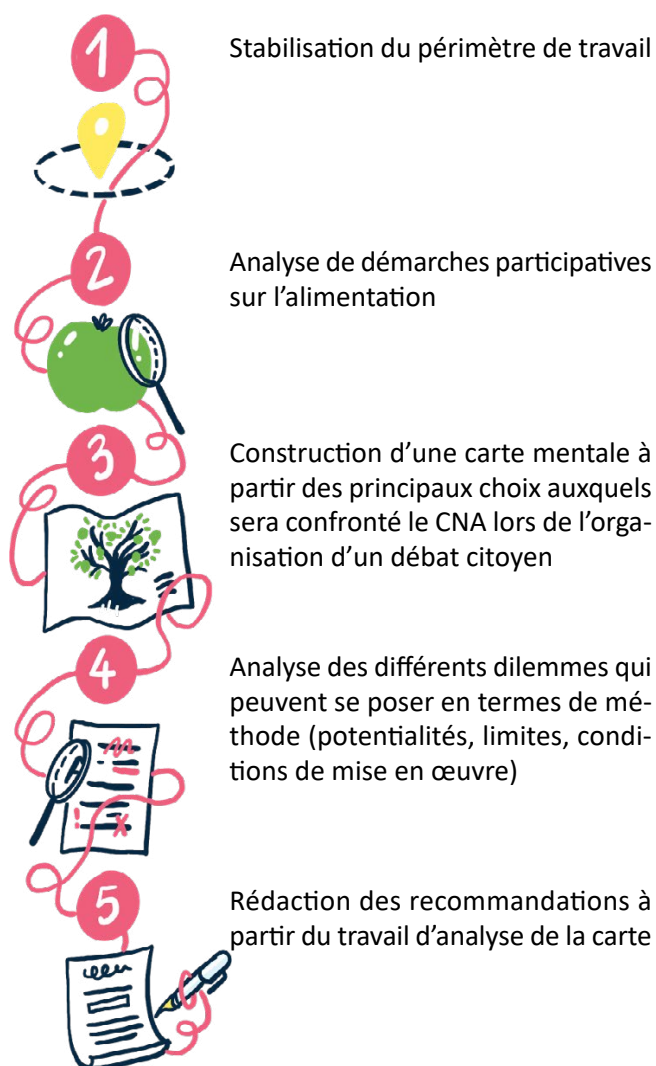 1
Stabilisation du périmètre de travail
2
Analyse de démarches participatives
sur l’alimentation
3
Construction d’une carte mentale à
partir des principaux choix auxquels
sera confronté le CNA lors de l’orga-
nisation d’un débat citoyen
4
Analyse des différents dilemmes qui
peuvent se poser en termes de mé-
thode (potentialités, limites, condi-
tions de mise en œuvre)
5
Rédaction des recommandations à
partir du travail d’analyse de la carte